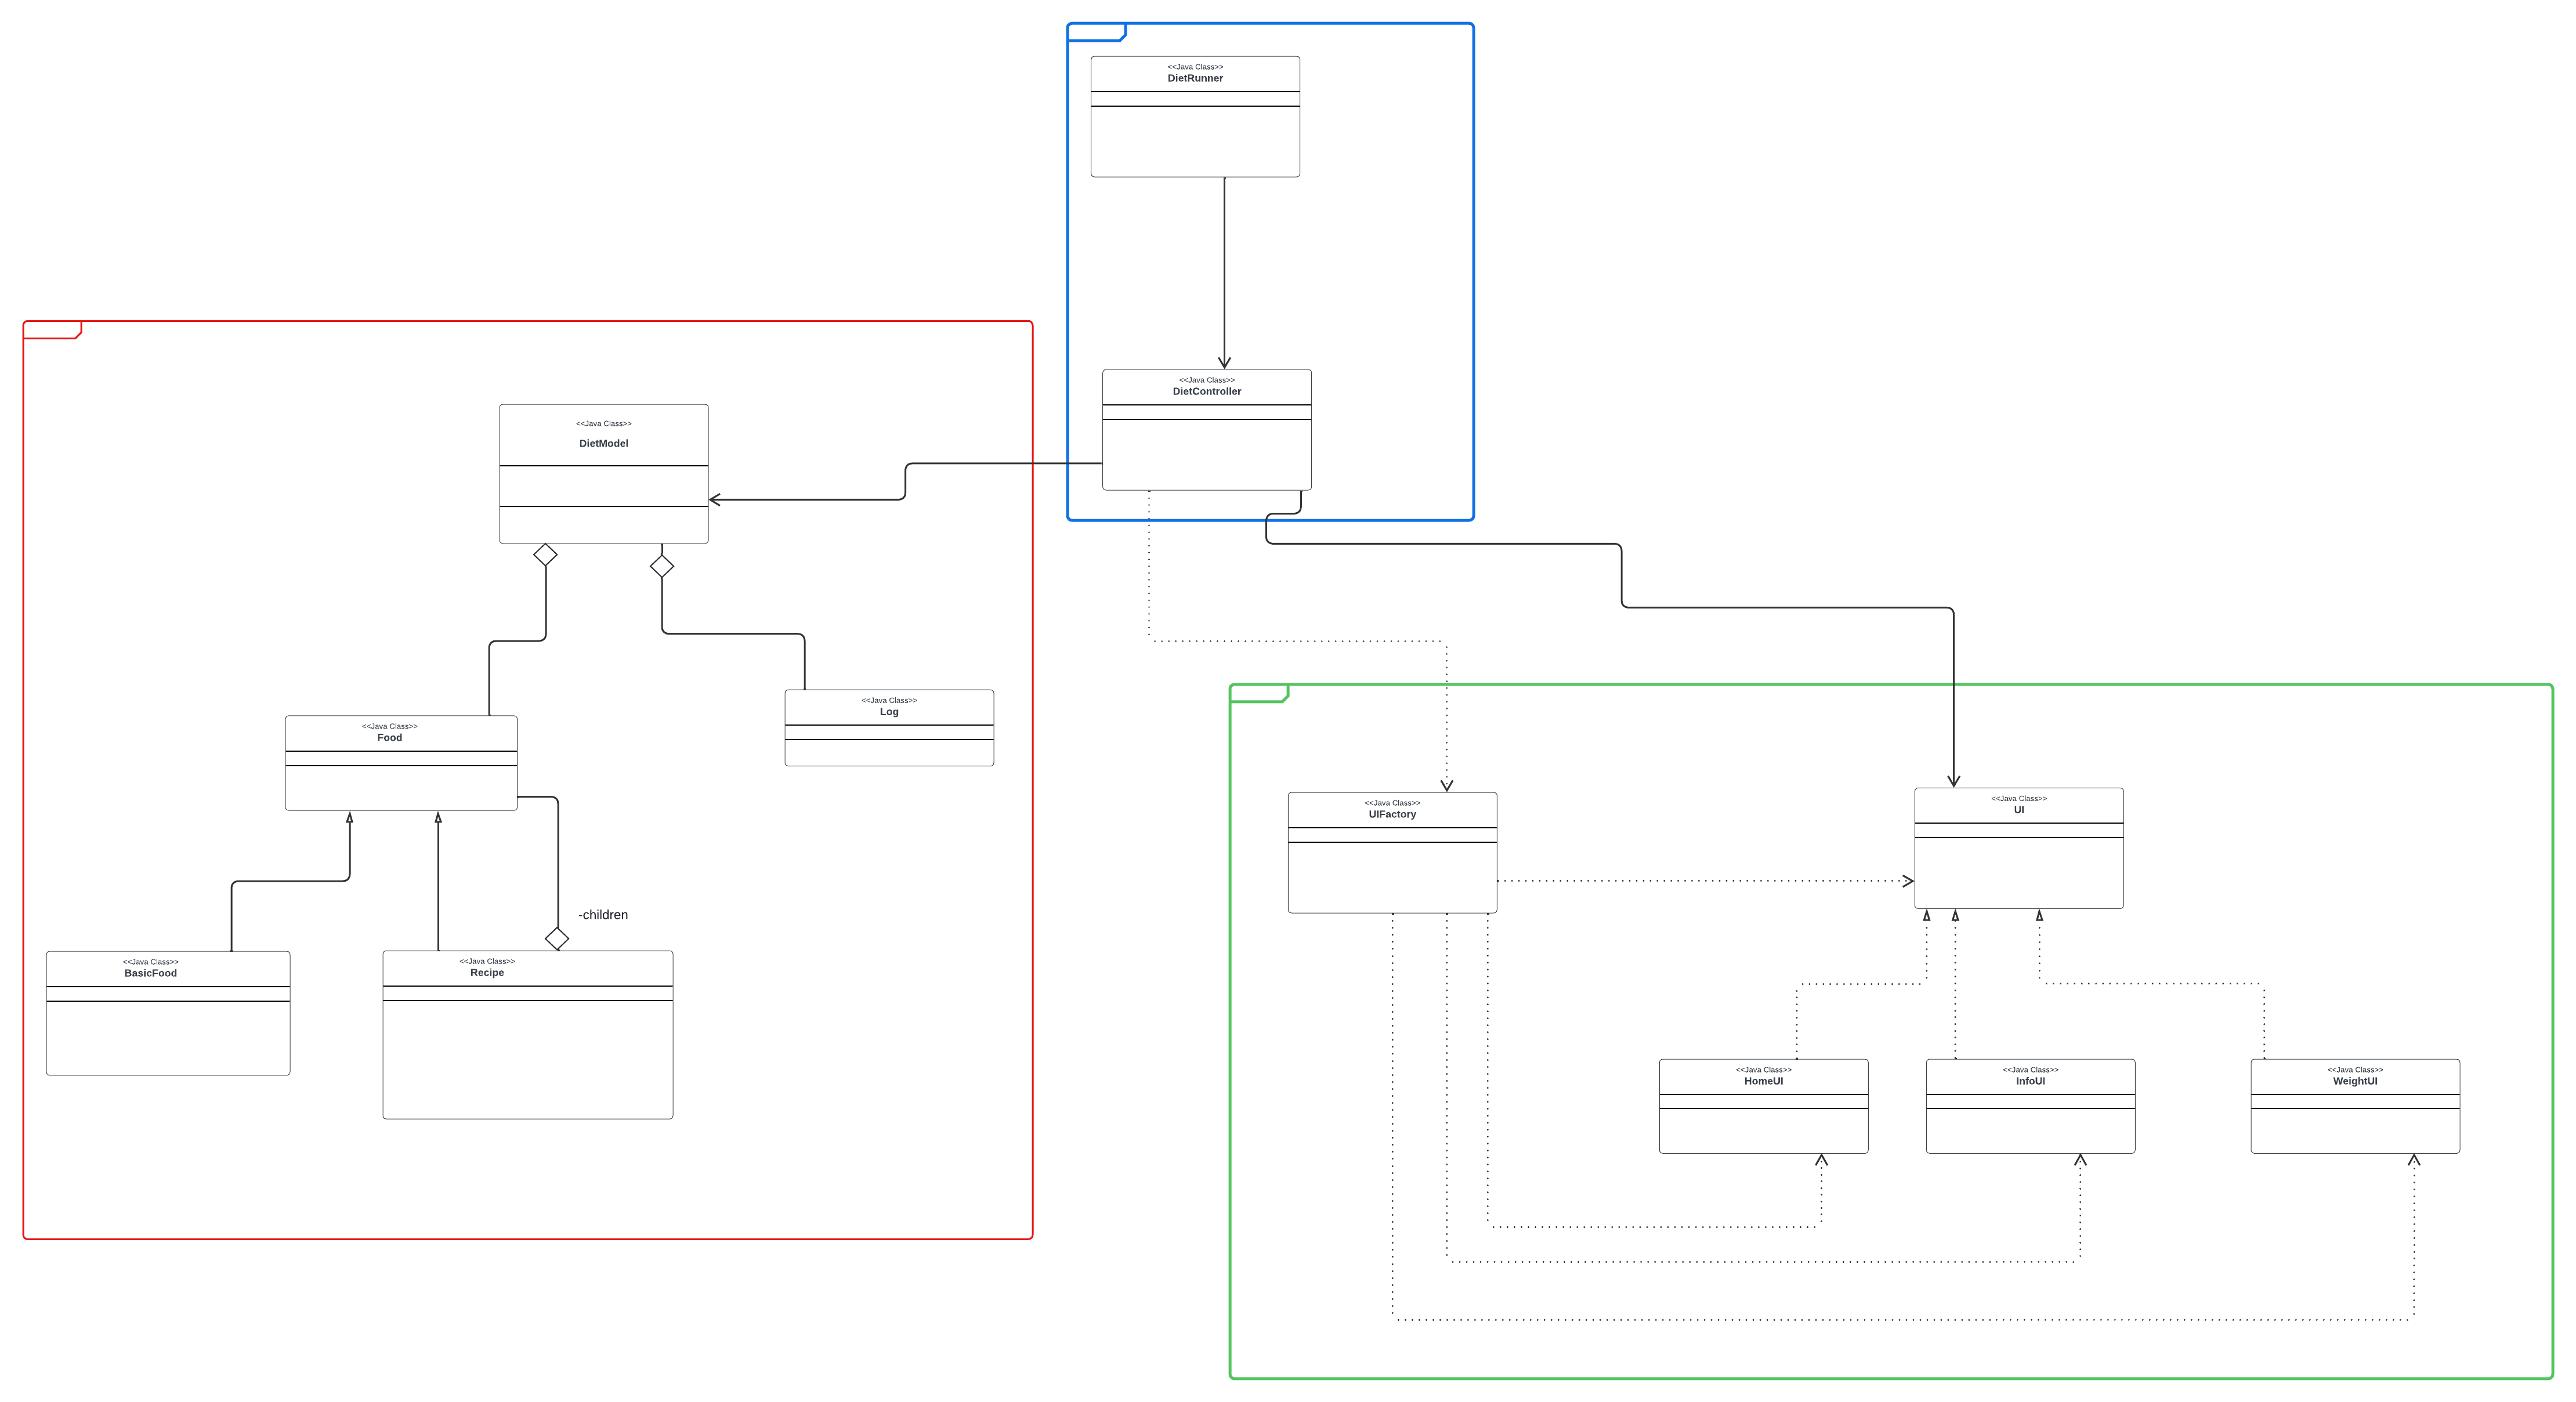 <<Java Class>>
DietRunner
<<Java Class>>
DietController
<<Java Class>>
DietModel
<<Java Class>>
Log
<<Java Class>>
Food
<<Java Class>>
UIFactory
<<Java Class>>
UI
-children
<<Java Class>>
BasicFood
<<Java Class>>
Recipe
<<Java Class>>
HomeUI
<<Java Class>>
InfoUI
<<Java Class>>
WeightUI